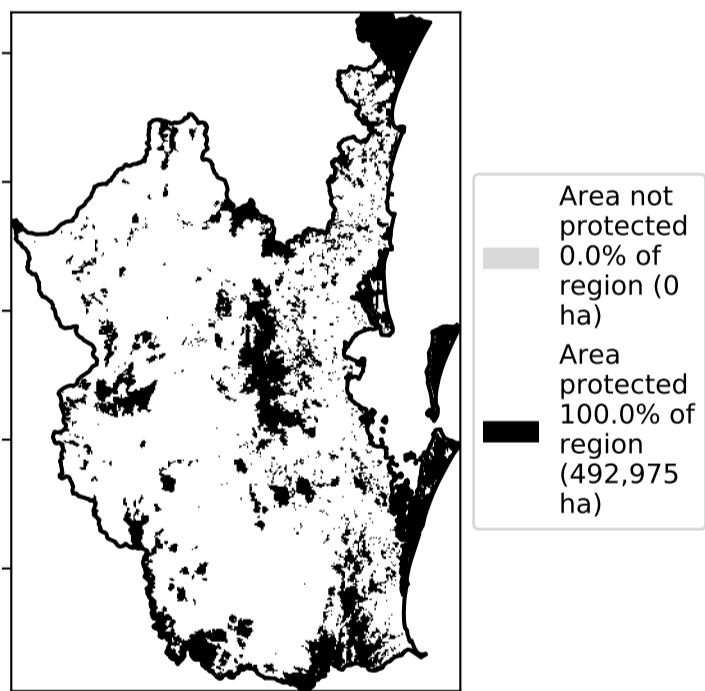 Area not
protected
0.0% of
region (0
ha)
Area
protected
100.0% of
region
(492,975
ha)